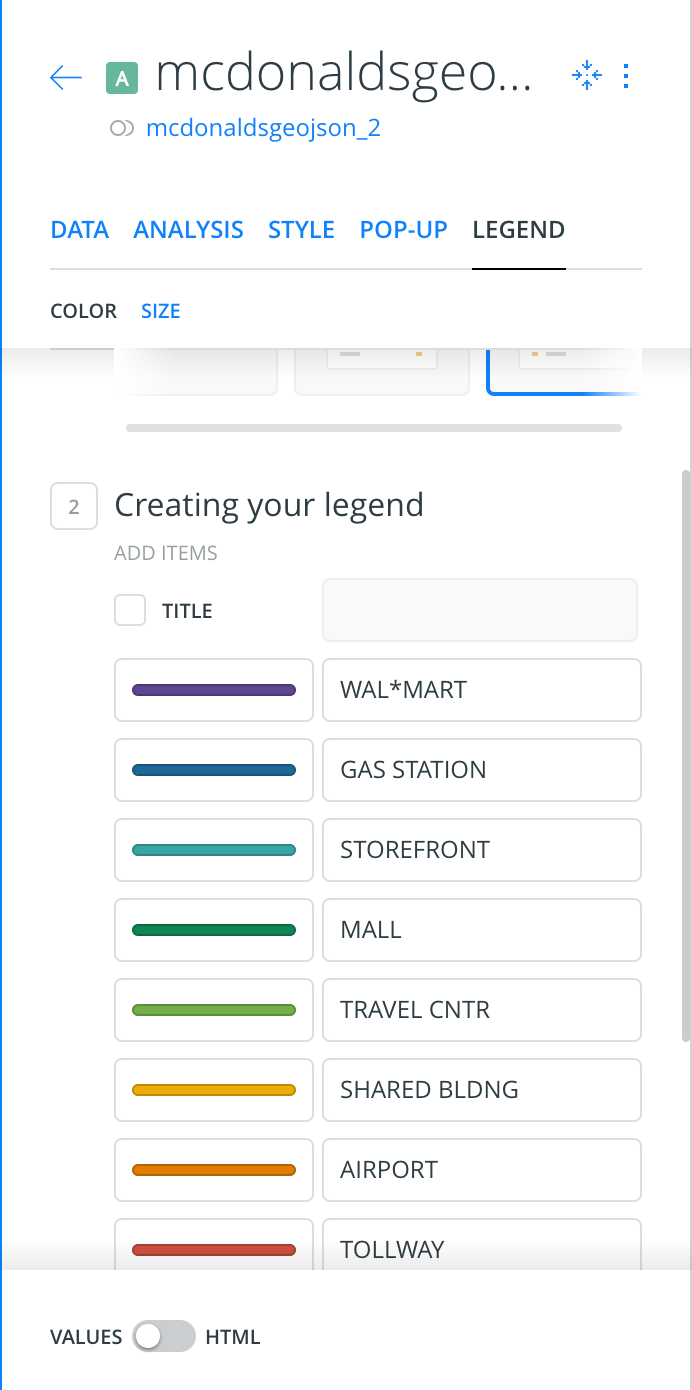 A mcdonaldsgeo...
mcdonaldsgeojson_2
DATA ANALYSIS STYLE POP-UP LEGEND
COLOR SIZE
2 Creating your legend
ADD ITEMS
TITLE
WAL*MART
GAS STATION
STOREFRONT
MALL
TRAVEL CNTR
SHARED BLDNG
AIRPORT
TOLLWAY
VALUES HTML